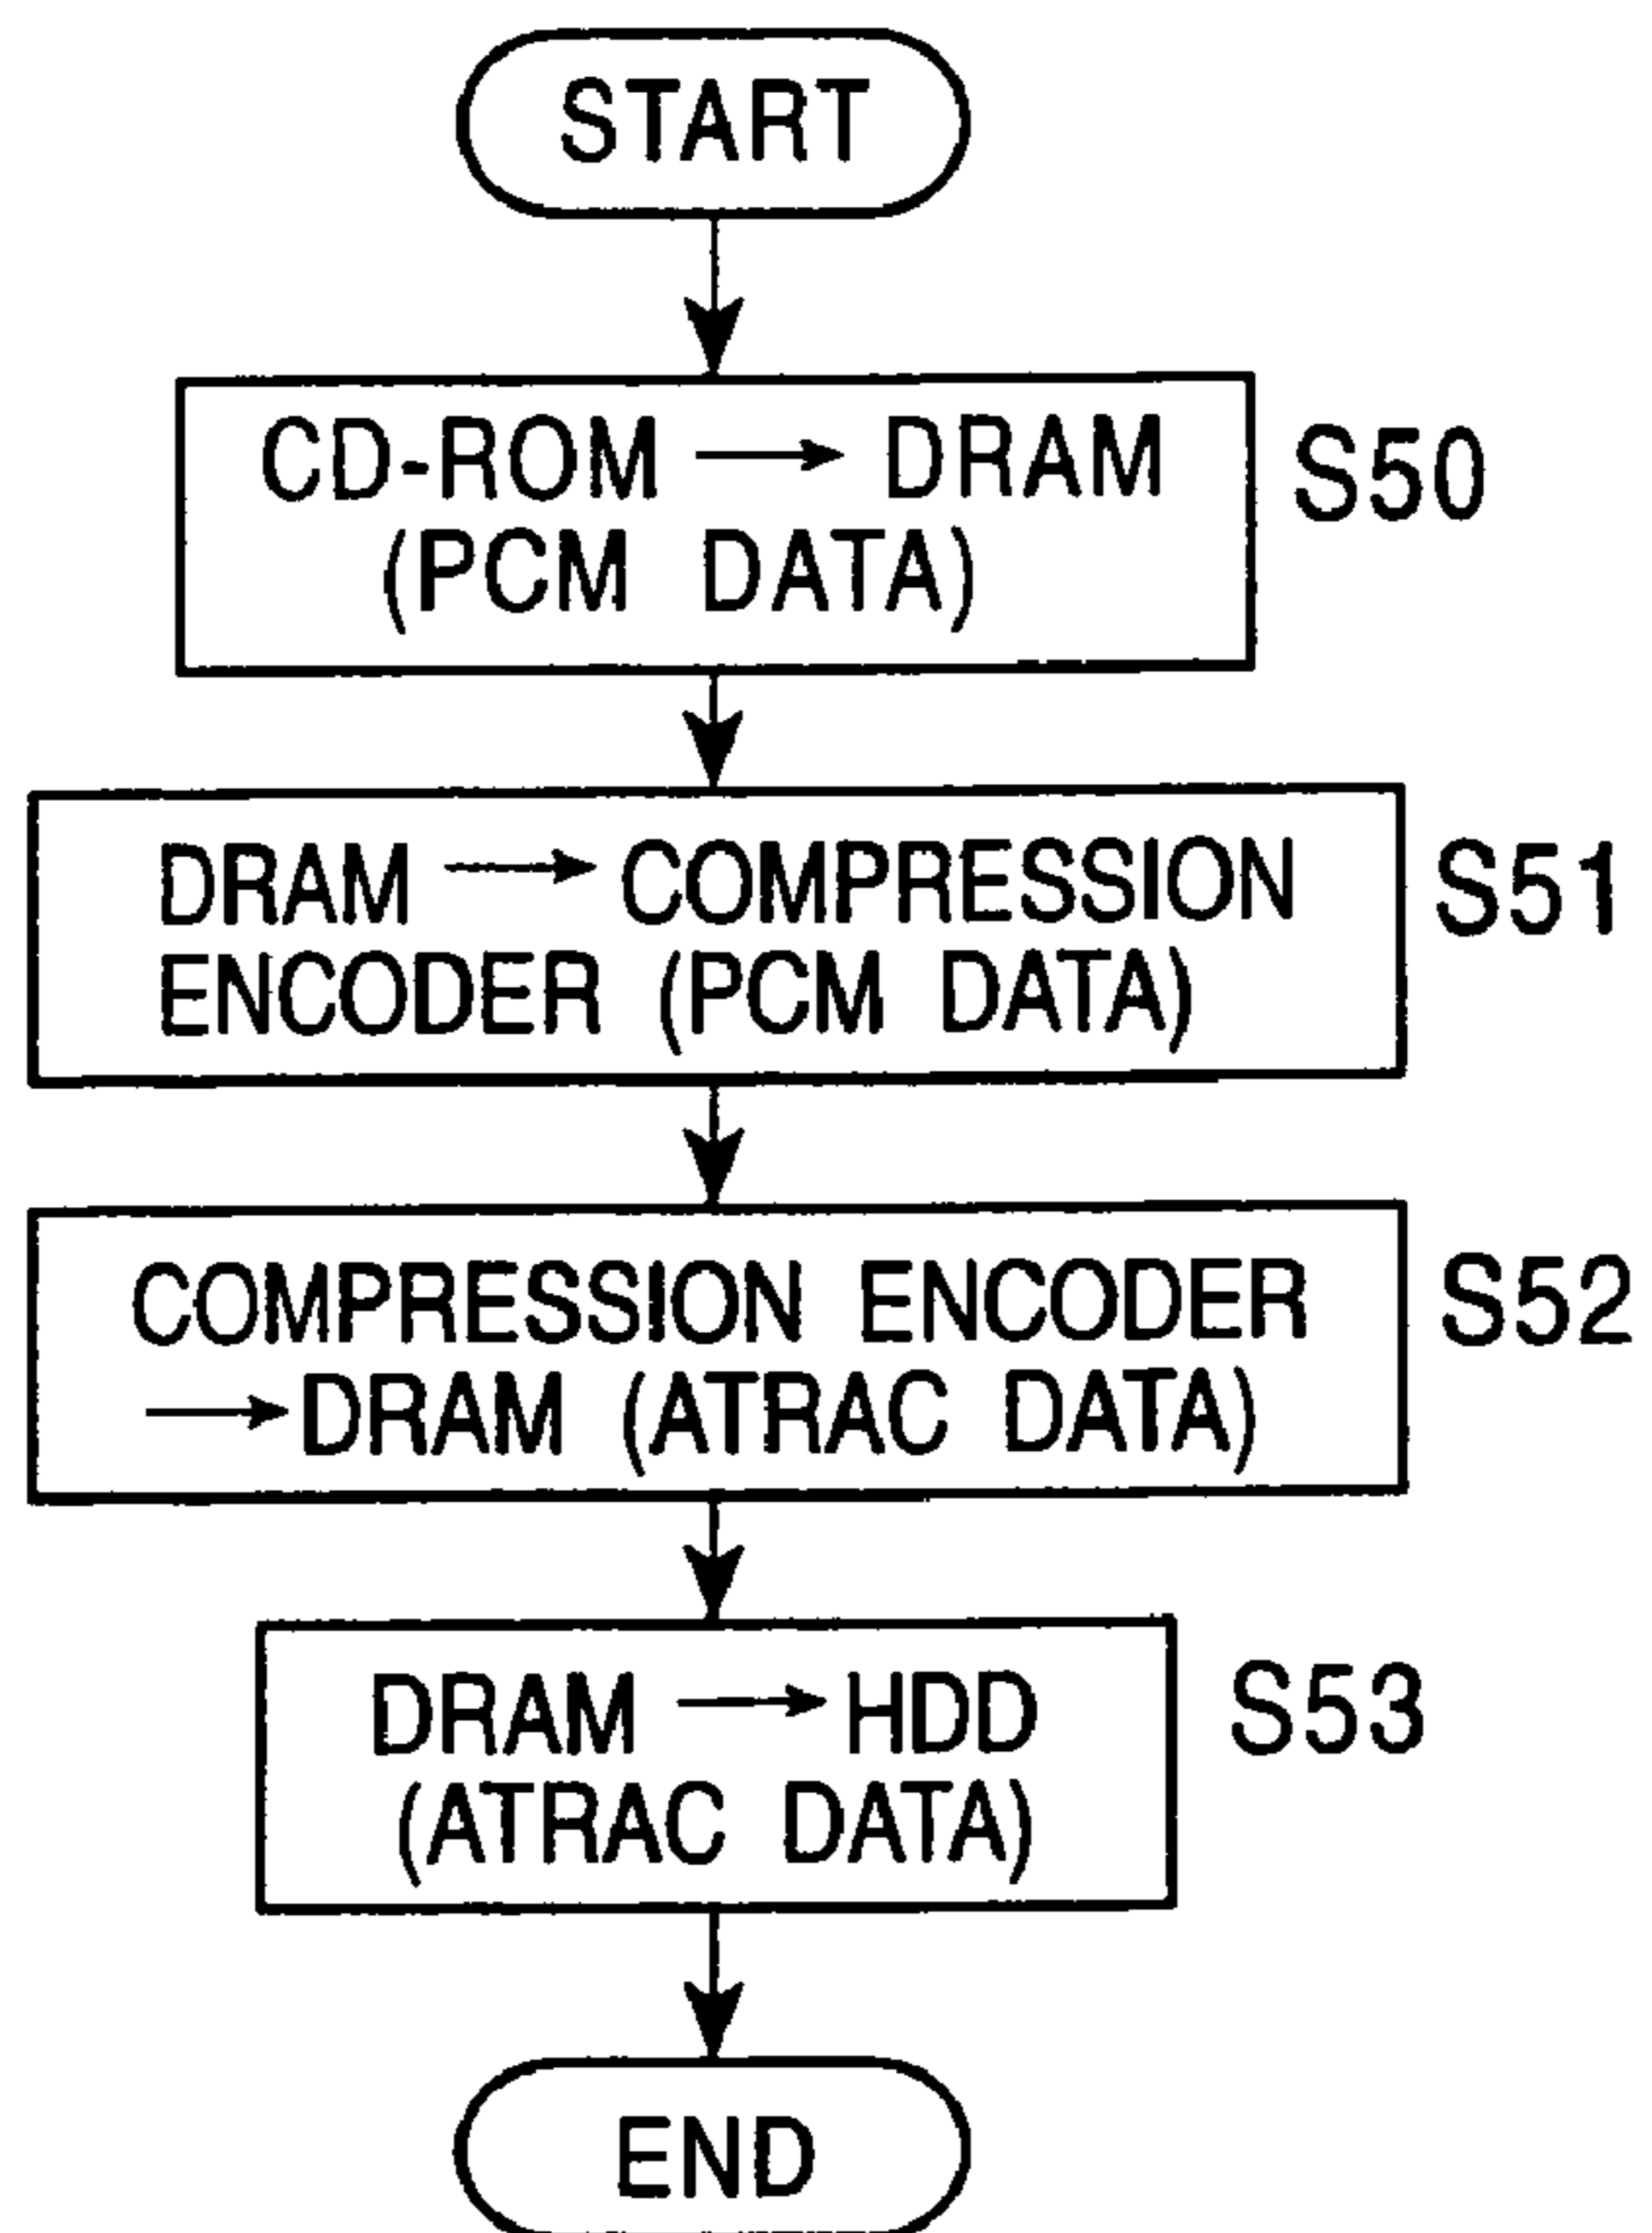 START
CD-ROM → DRAM
(PCM DATA)
S50
DRAM → COMPRESSION
ENCODER (PCM DATA)
S51
COMPRESSION ENCODER
→ DRAM (ATRAC DATA)
S52
DRAM → HDD
(ATRAC DATA)
S53
END